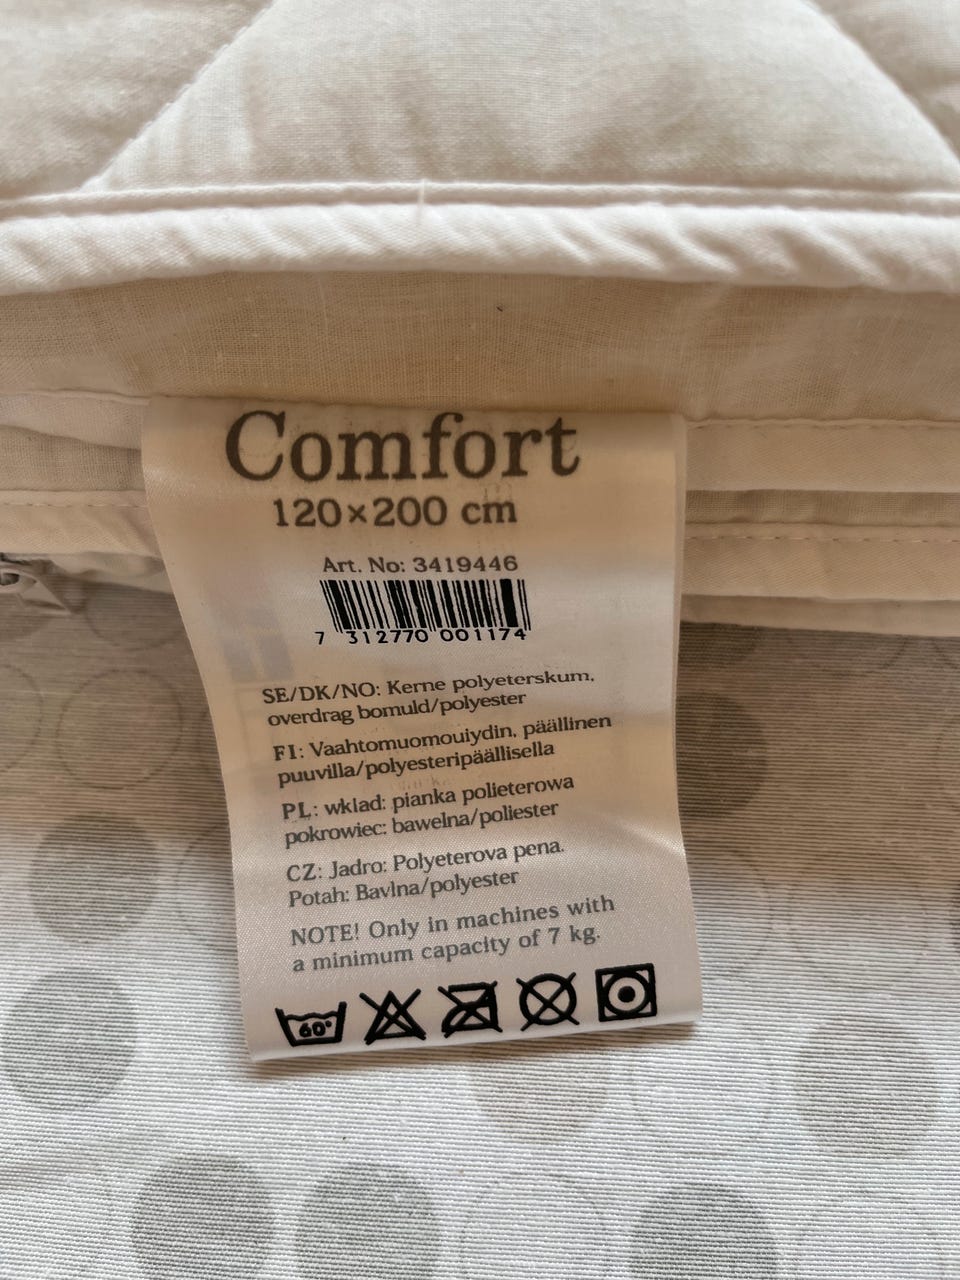 Comfort
120×200 cm
Art. No: 3419446
7 312770 001174
SE/DK/NO: Kerne polyeterskum,
overdrag bomuld/polyester
FI: Vaahtomuomouiydin, päällinen
puuvilla/polyesteripäällisella
PL: wklad: pianka polieterowa
pokrowiec: bawelna/poliester
CZ: Jadro: Polyeterova pena.
Potah: Bavlna/polyester
NOTE! Only in machines with
a minimum capacity of 7 kg.
60°